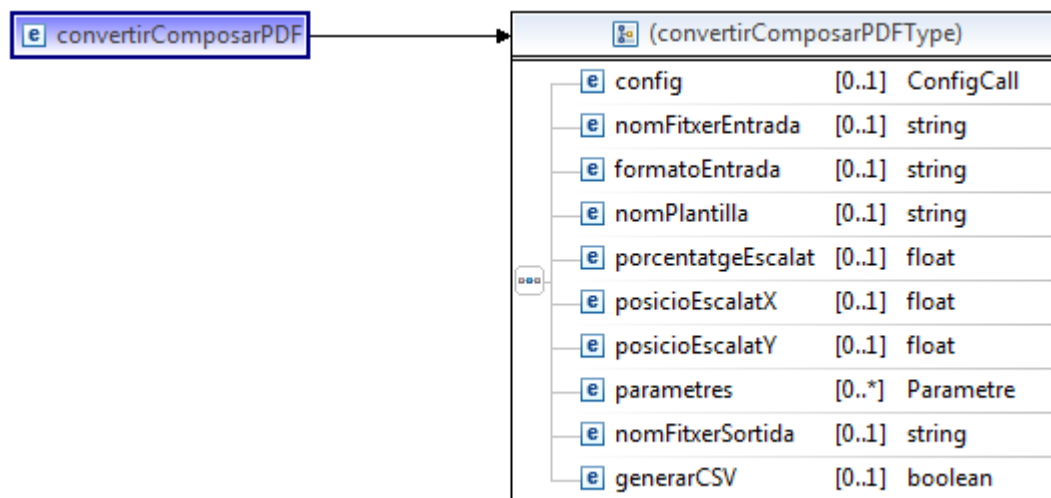 e convertirComposarPDF
(convertirComposarPDFType)
e config [0..1] ConfigCall
e nomFitxerEntrada [0..1] string
e formatoEntrada [0..1] string
e nomPlantilla [0..1] string
e porcentatgeEscalat [0..1] float
e posicioEscalatX [0..1] float
e posicioEscalatY [0..1] float
e parametres [0..*] Parametre
e nomFitxerSortida [0..1] string
e generarCSV [0..1] boolean